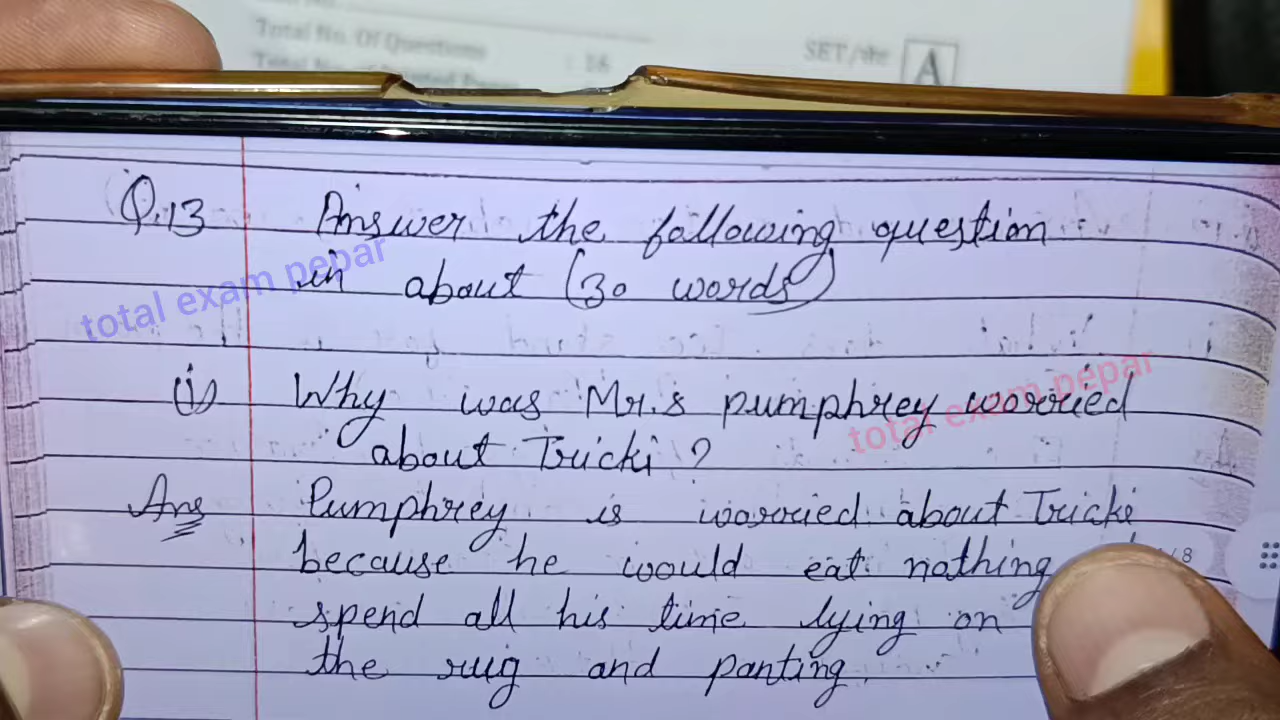 Total No. Of Questions : 16
SET/सेट A
Q.13 Answer the following question
in about (30 words)
total exam pepar
(i) Why was Mr.s pumphrey worried
about Tricki ?
total exam pepar
Ans Pumphrey is worried about Tricki
because he would eat nothing
/8
spend all his time lying on
the rug and panting.